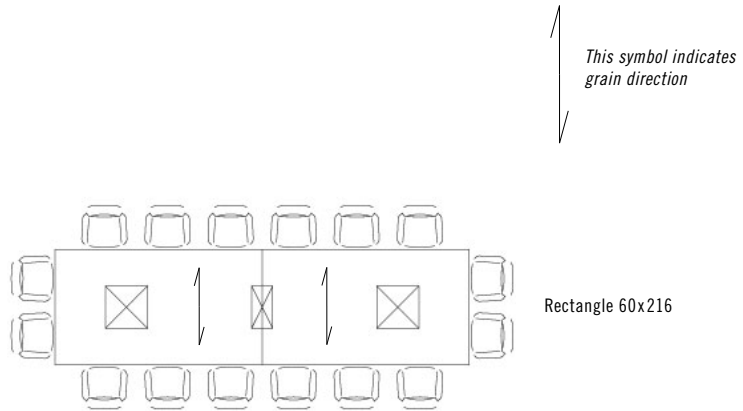 This symbol indicates
grain direction
Rectangle 60x216